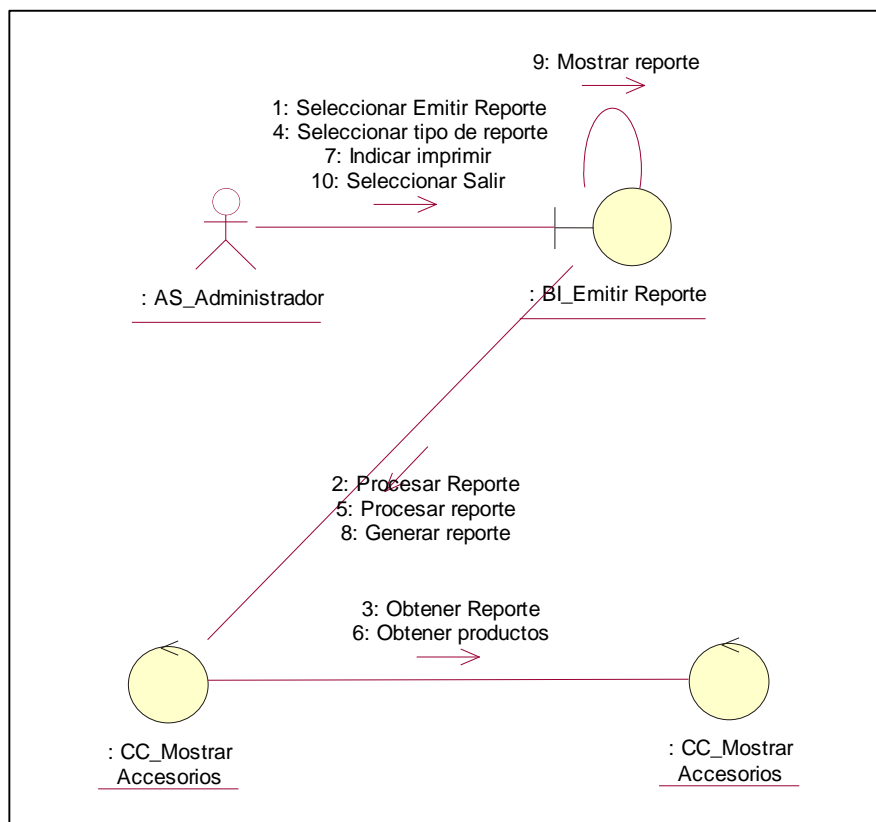 9: Mostrar reporte
1: Seleccionar Emitir Reporte
4: Seleccionar tipo de reporte
7: Indicar imprimir
10: Seleccionar Salir
: AS_Administrador
: BI_Emitir Reporte
2: Procesar Reporte
5: Procesar reporte
8: Generar reporte
3: Obtener Reporte
6: Obtener productos
: CC_Mostrar
Accesorios
: CC_Mostrar
Accesorios